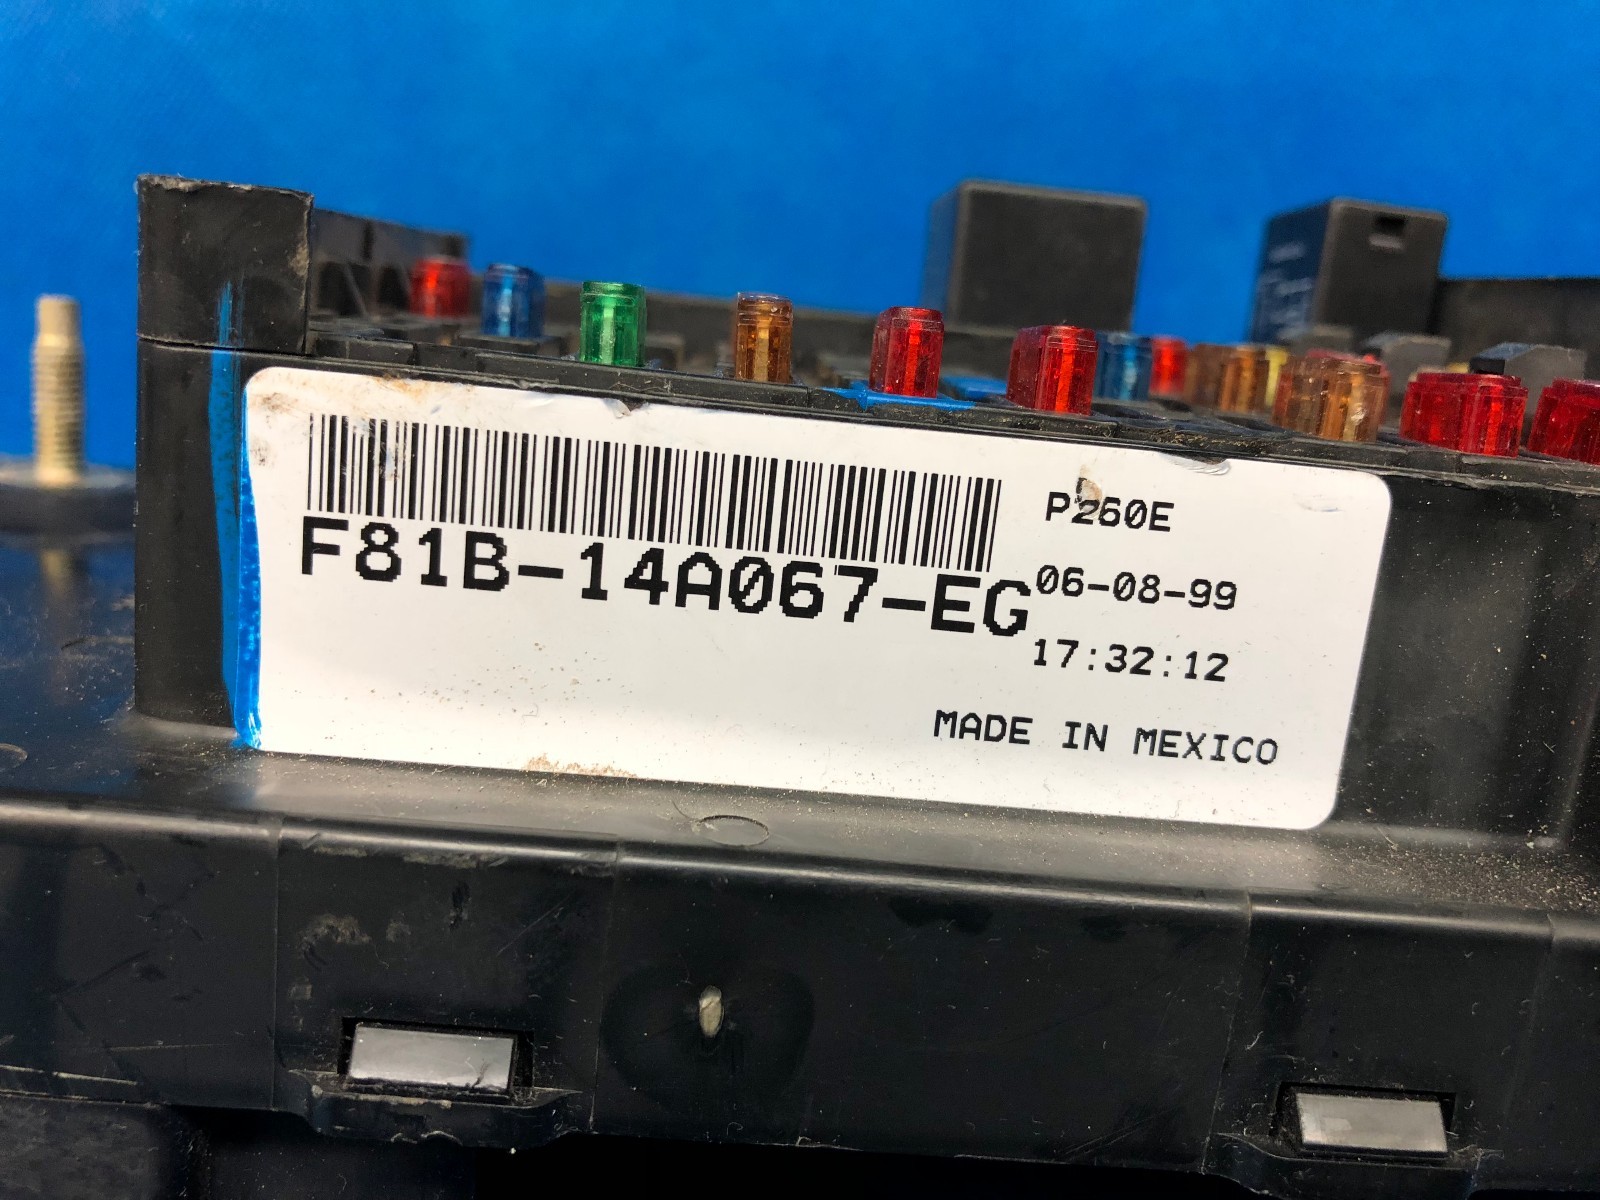 P260E
F81B-14A067-EG
06-08-99
17:32:12
MADE IN MEXICO